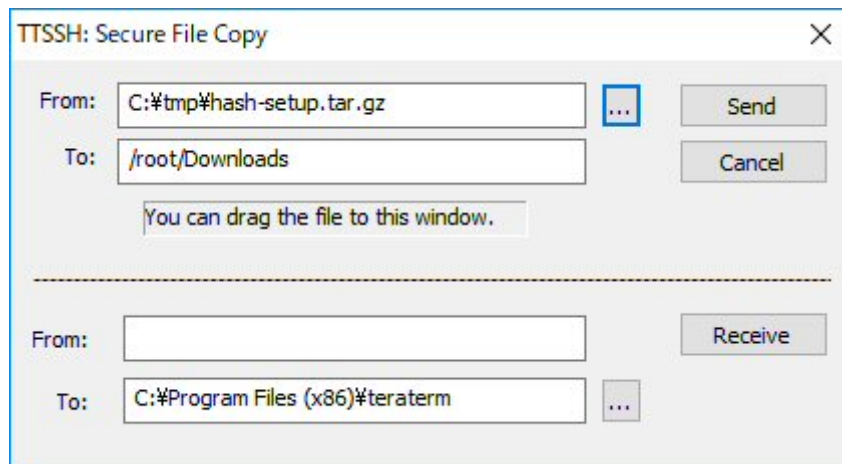 TTSSH: Secure File Copy
From: C:¥tmp¥hash-setup.tar.gz ... Send
To: /root/Downloads Cancel
You can drag the file to this window.
From: Receive
To: C:¥Program Files (x86)¥teraterm ...